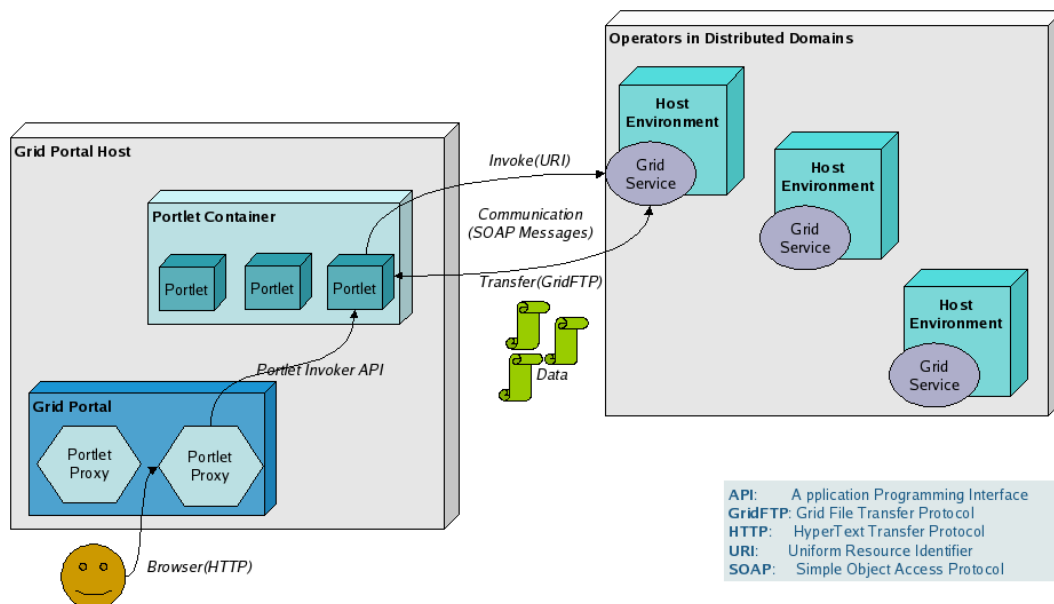 Operators in Distributed Domains
Host
Environment
Grid
Service
Host
Environment
Grid
Service
Host
Environment
Grid
Service
Grid Portal Host
Portlet Container
Portlet
Portlet
Portlet
Invoke(URI)
Communication
(SOAP Messages)
Transfer(GridFTP)
Data
Portlet Invoker API
Grid Portal
Portlet
Proxy
Portlet
Proxy
Browser(HTTP)
API: A pplication Programming Interface
GridFTP: Grid File Transfer Protocol
HTTP: HyperText Transfer Protocol
URI: Uniform Resource Identifier
SOAP: Simple Object Access Protocol